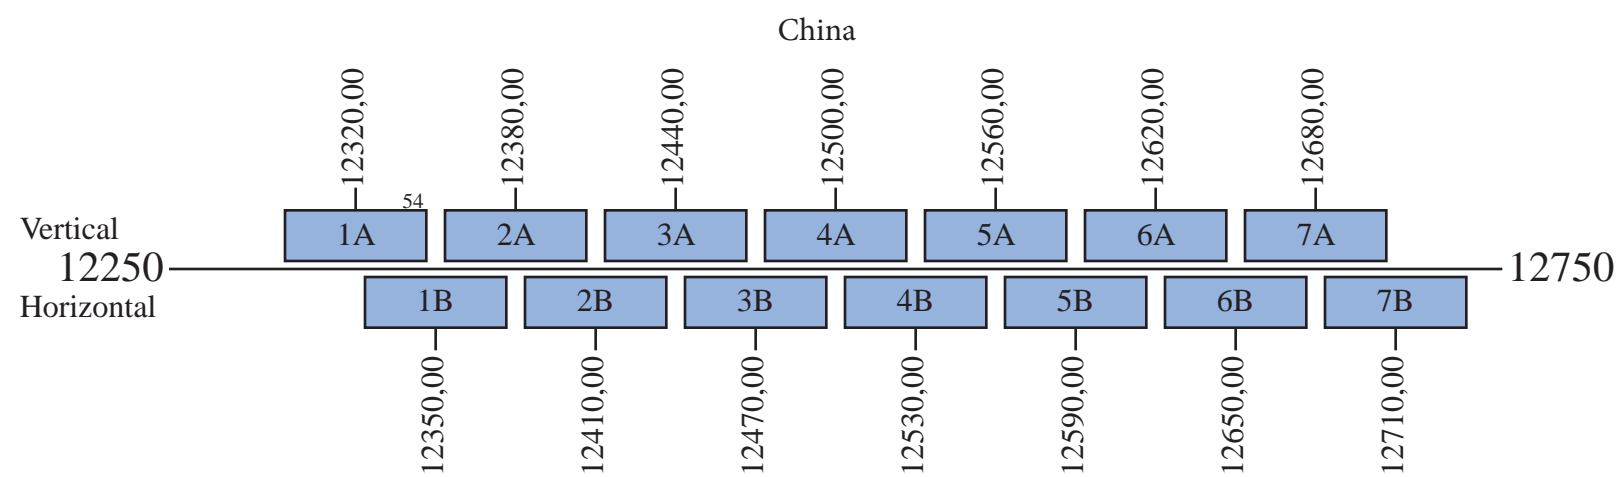 China
12320,00 12380,00 12440,00 12500,00 12560,00 12620,00 12680,00
54
Vertical 1A 2A 3A 4A 5A 6A 7A
12250 12750
Horizontal 1B 2B 3B 4B 5B 6B 7B
12350,00 12410,00 12470,00 12530,00 12590,00 12650,00 12710,00